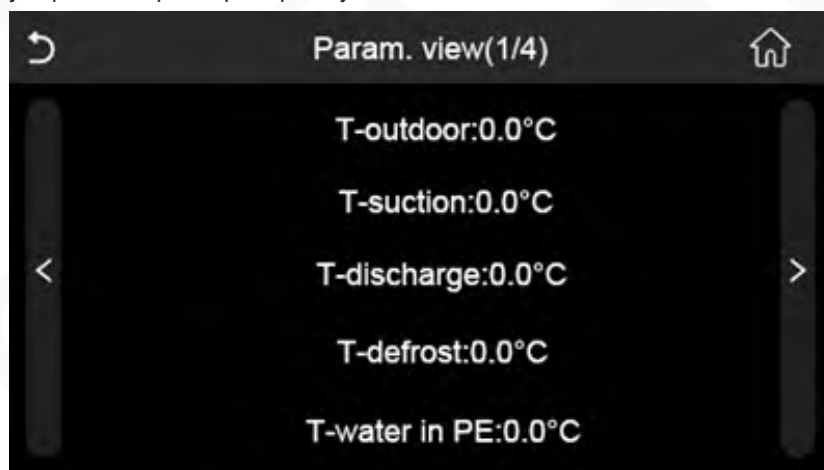 Param. view(1/4)
T-outdoor:0.0°C
T-suction:0.0°C
<
T-discharge:0.0°C
>
T-defrost:0.0°C
T-water in PE:0.0°C